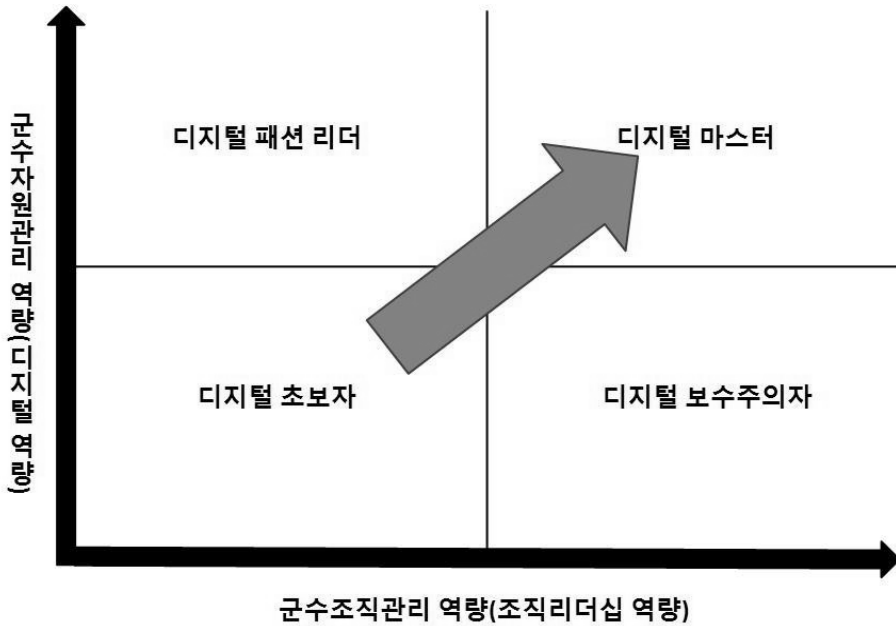 군수자원관리 역량(디지털 역량)
디지털 패션 리더
디지털 마스터
디지털 초보자
디지털 보수주의자
군수조직관리 역량(조직리더십 역량)